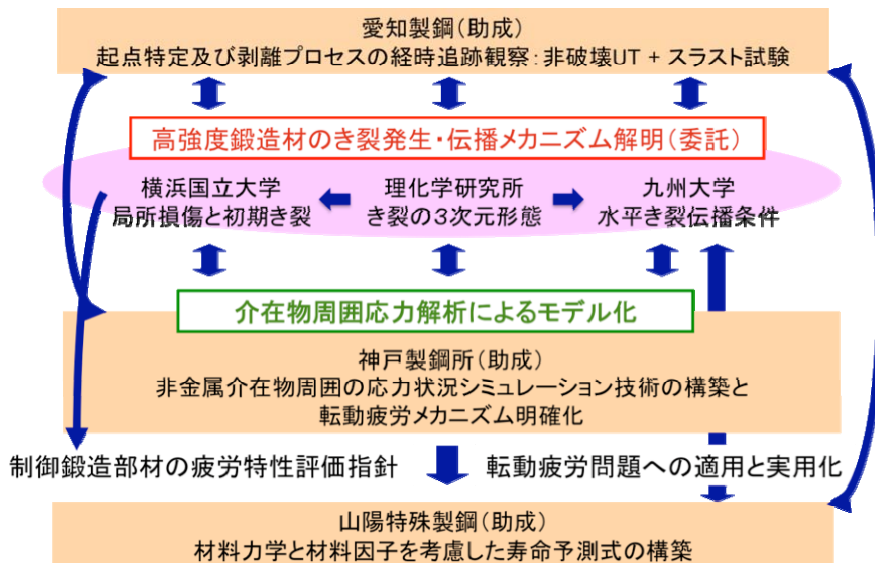 愛知製鋼(助成)
起点特定及び剥離プロセスの経時追跡観察:非破壊UT + スラスト試験
高強度鍛造材のき裂発生・伝播メカニズム解明(委託)
横浜国立大学
局所損傷と初期き裂
理化学研究所
き裂の3次元形態
九州大学
水平き裂伝播条件
介在物周囲応力解析によるモデル化
神戸製鋼所(助成)
非金属介在物周囲の応力状況シミュレーション技術の構築と
転動疲労メカニズム明確化
制御鍛造部材の疲労特性評価指針
転動疲労問題への適用と実用化
山陽特殊製鋼(助成)
材料力学と材料因子を考慮した寿命予測式の構築